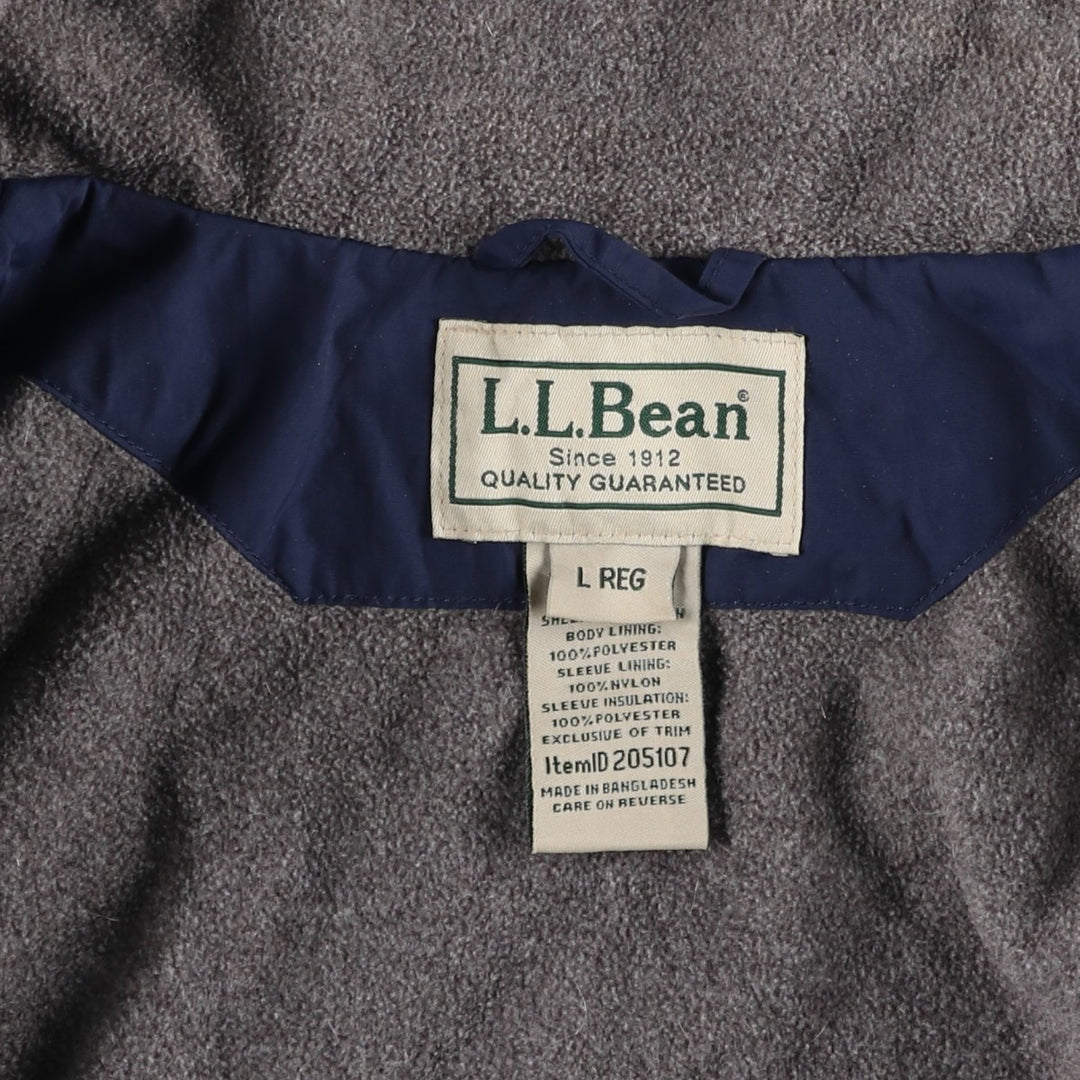 L.L.Bean®
Since 1912
QUALITY GUARANTEED
L REG
BODY LINING:
100% POLYESTER
SLEEVE LINING:
100% NYLON
SLEEVE INSULATION:
100% POLYESTER
EXCLUSIVE OF TRIM
ItemID 205107
MADE IN BANGLADESH
CARE ON REVERSE